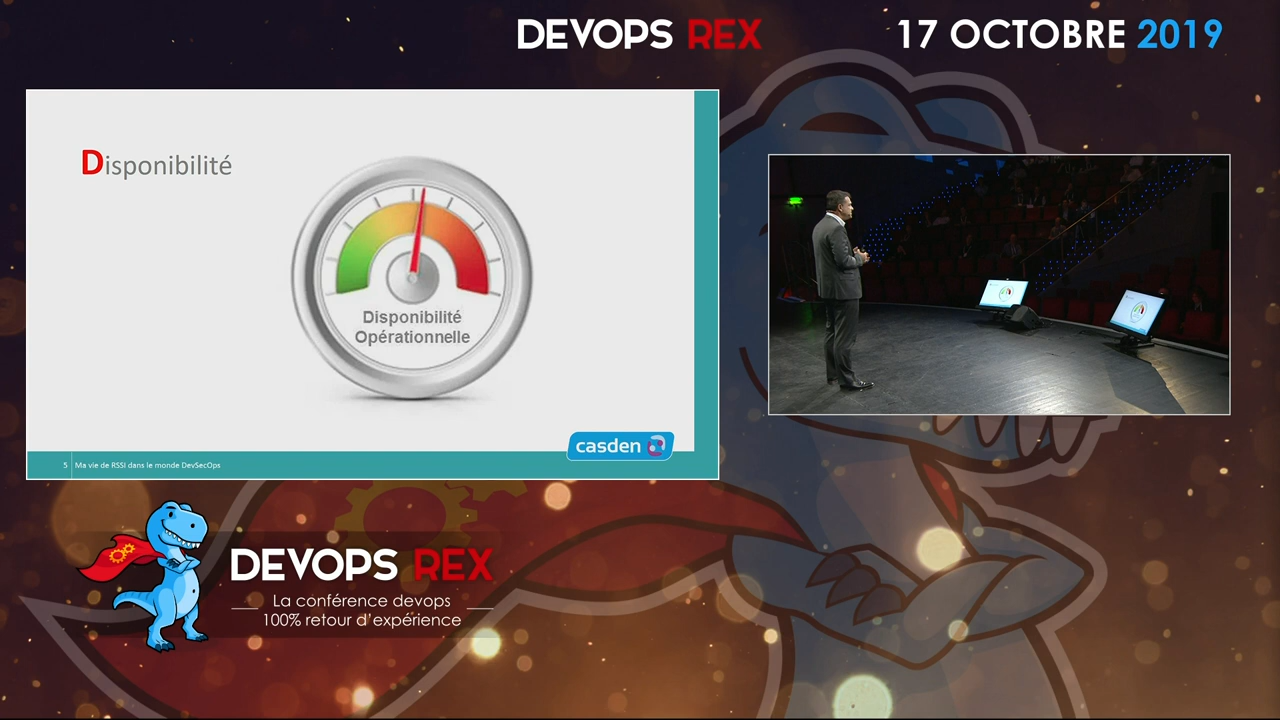 DEVOPS REX
17 OCTOBRE 2019
Disponibilité
Disponibilité
Opérationnelle
casden
5 Ma vie de RSSI dans le monde DevSecOps
DEVOPS REX
La conférence devops
100% retour d'expérience